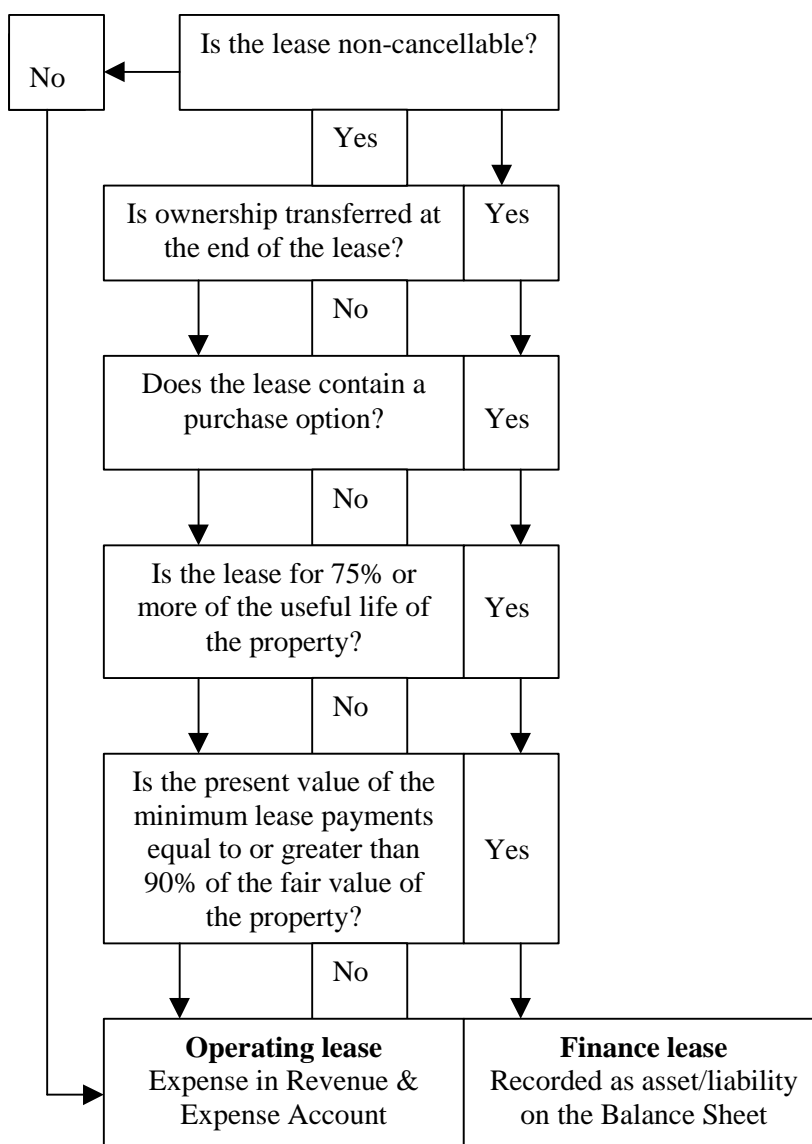 Is the lease non-cancellable?
No
Yes
Is ownership transferred at
the end of the lease?
Yes
No
Does the lease contain a
purchase option?
Yes
No
Is the lease for 75% or
more of the useful life of
the property?
Yes
No
Is the present value of the
minimum lease payments
equal to or greater than
90% of the fair value of
the property?
Yes
No
Operating lease
Expense in Revenue &
Expense Account
Finance lease
Recorded as asset/liability
on the Balance Sheet